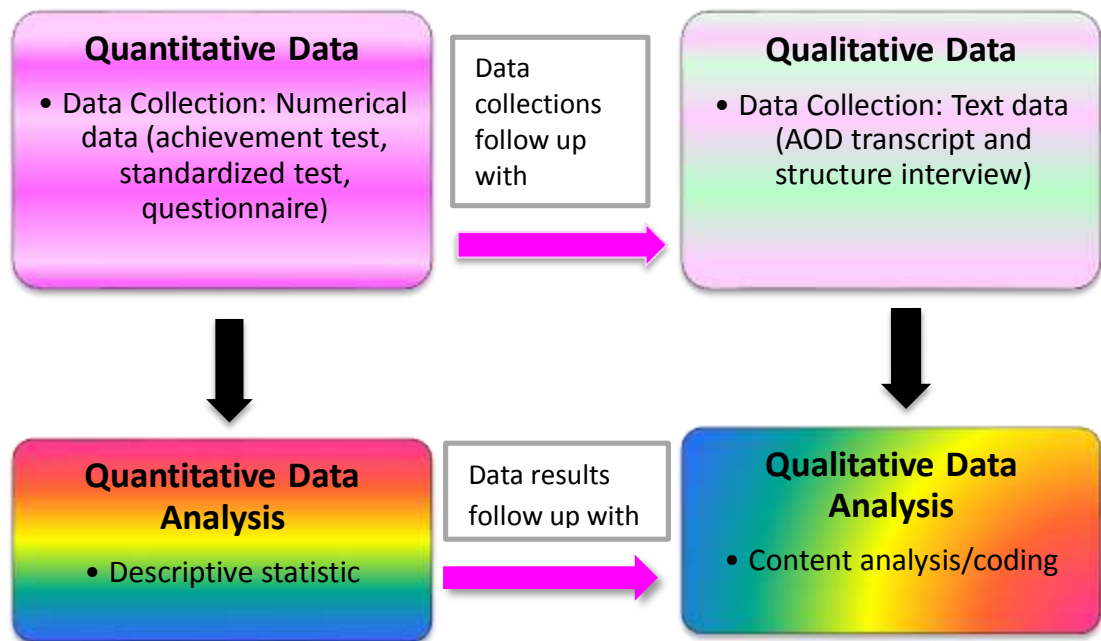 Quantitative Data
• Data Collection: Numerical
data (achievement test,
standardized test,
questionnaire)
Data
collections
follow up
with
Qualitative Data
• Data Collection: Text data
(AOD transcript and
structure interview)
Quantitative Data
Analysis
• Descriptive statistic
Data results
follow up with
Qualitative Data
Analysis
• Content analysis/coding